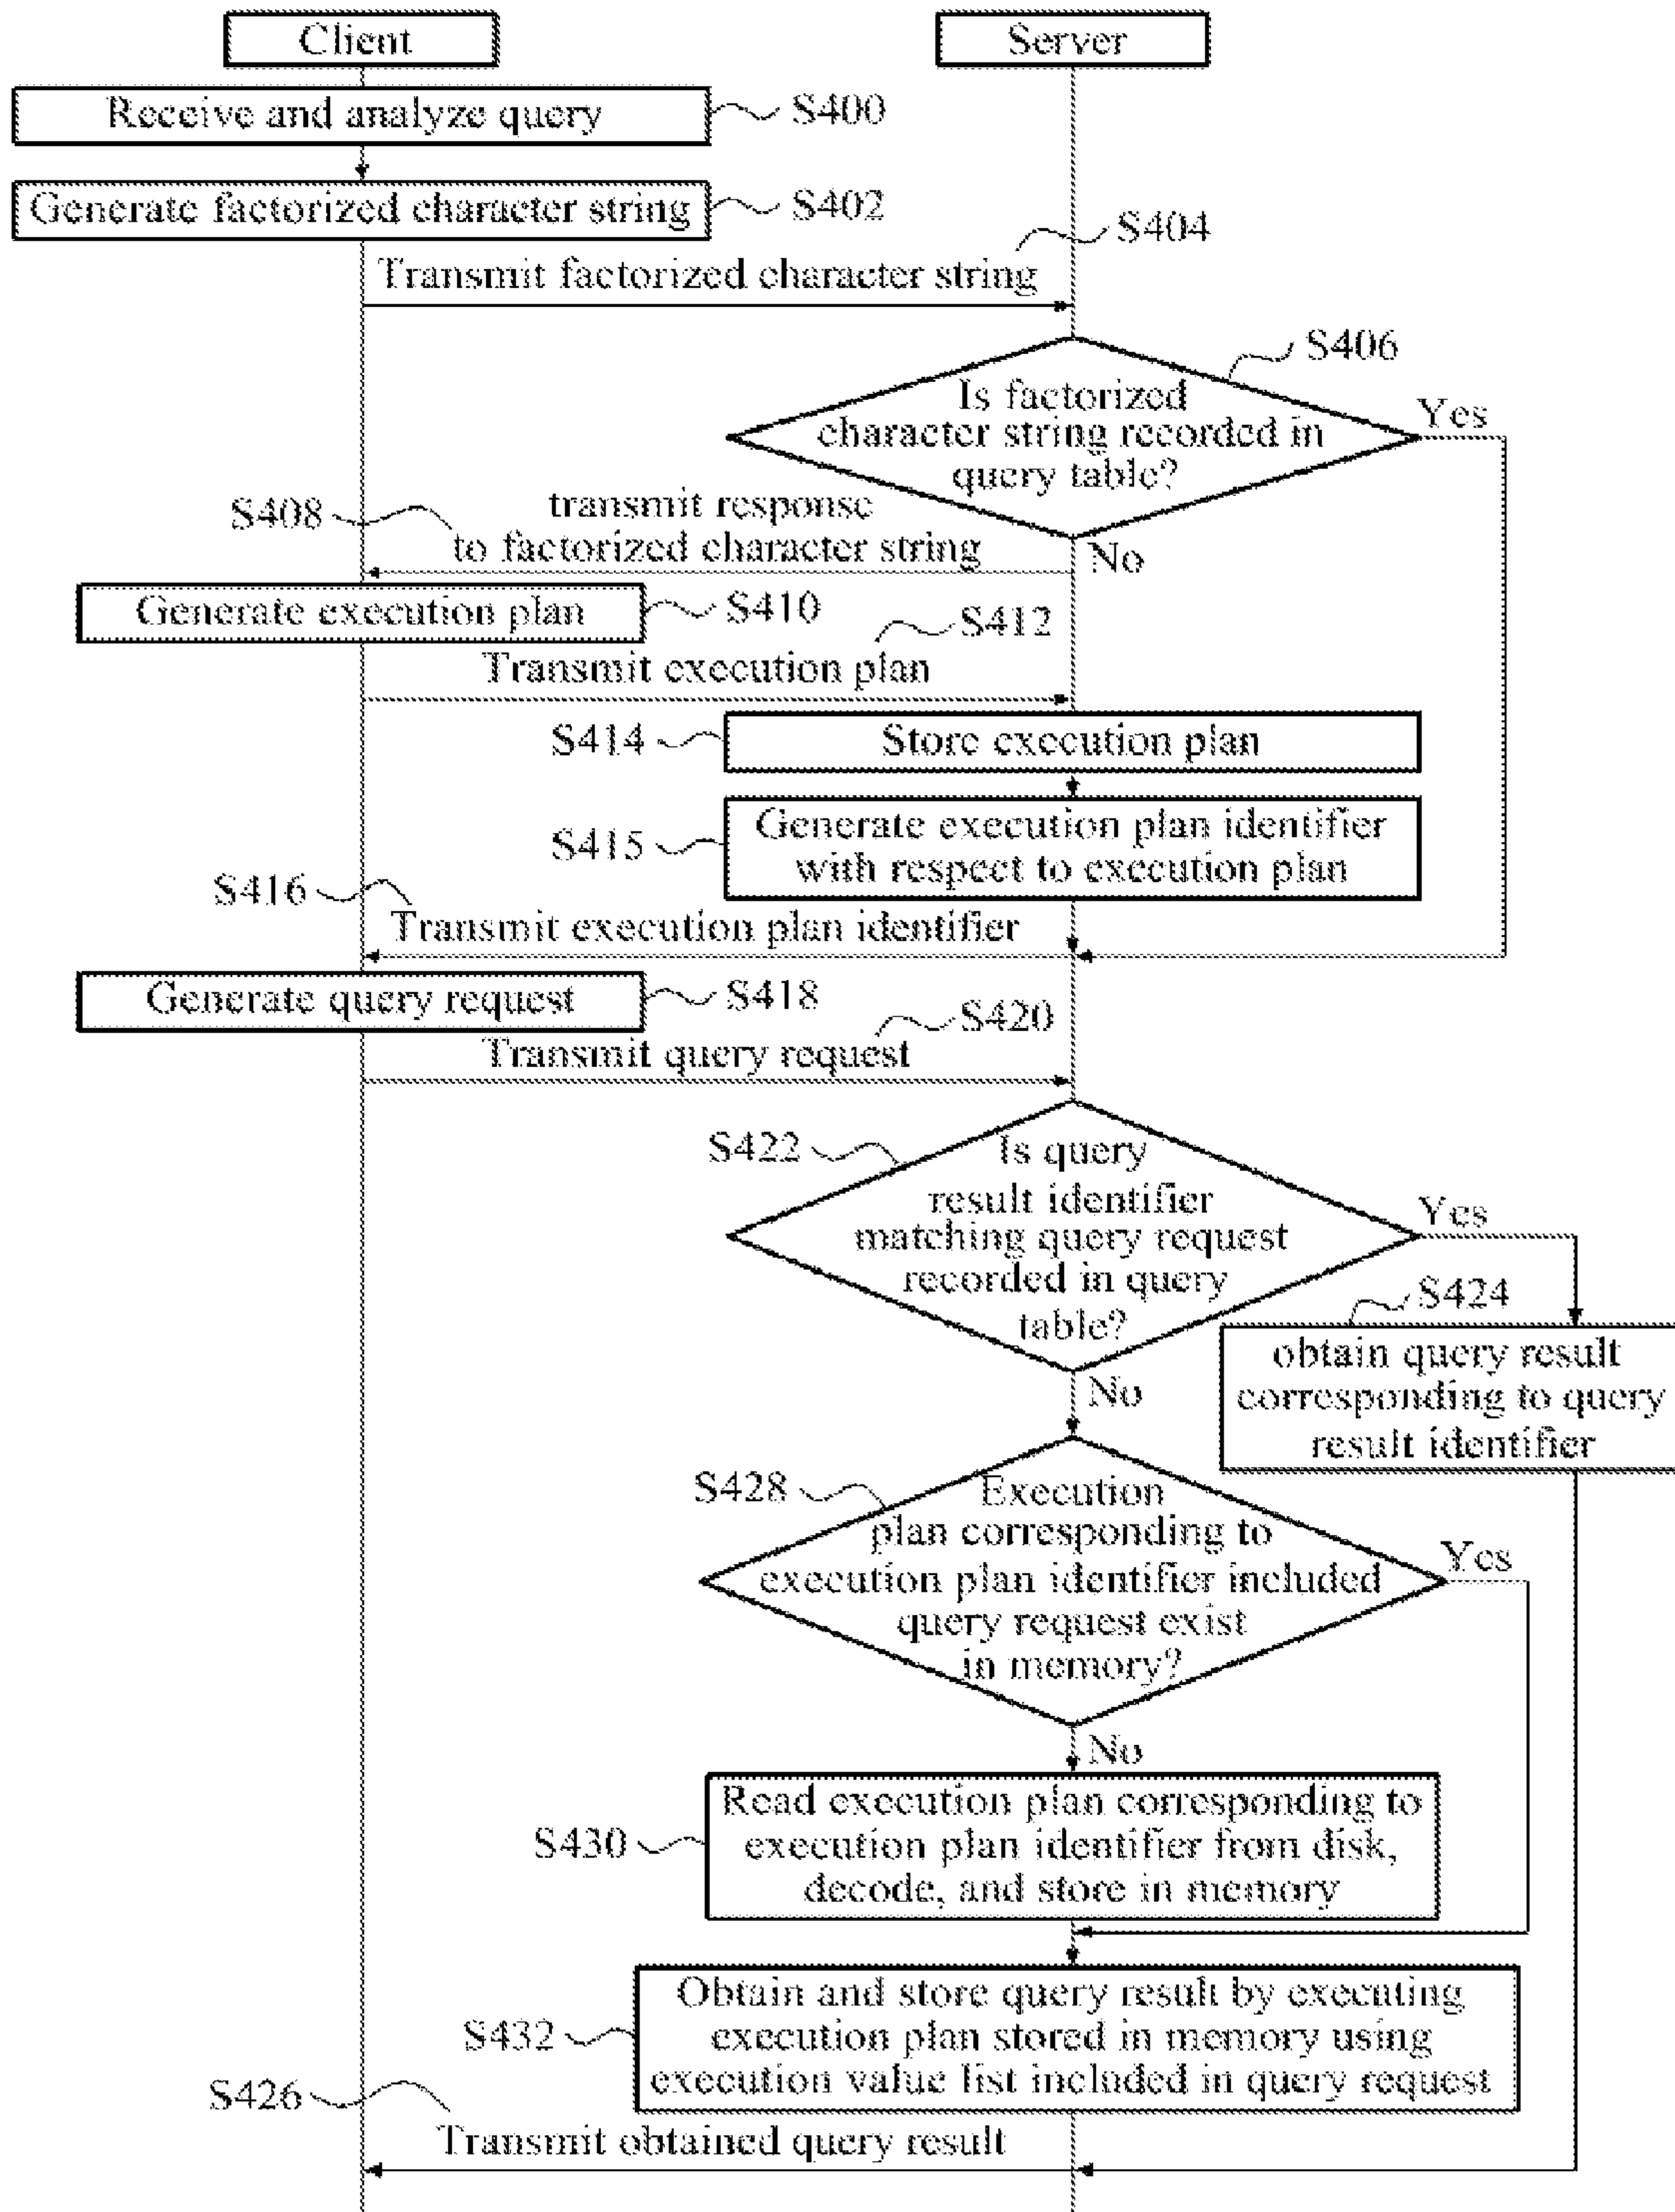 Client
Server
Receive and analyze query
S400
Generate factorized character string
S402
S404
Transmit factorized character string
S406
Is factorized
character string recorded in
query table?
Yes
S408
transmit response
to factorized character string
No
Generate execution plan
S410
S412
Transmit execution plan
S414
Store execution plan
S415
Generate execution plan identifier
with respect to execution plan
S416
Transmit execution plan identifier
Generate query request
S418
S420
Transmit query request
S422
Is query
result identifier
matching query request
recorded in query
table?
Yes
S424
obtain query result
corresponding to query
result identifier
No
S428
Execution
plan corresponding to
execution plan identifier included
query request exist
in memory?
Yes
No
S430
Read execution plan corresponding to
execution plan identifier from disk,
decode, and store in memory
S432
Obtain and store query result by executing
execution plan stored in memory using
execution value list included in query request
S426
Transmit obtained query result